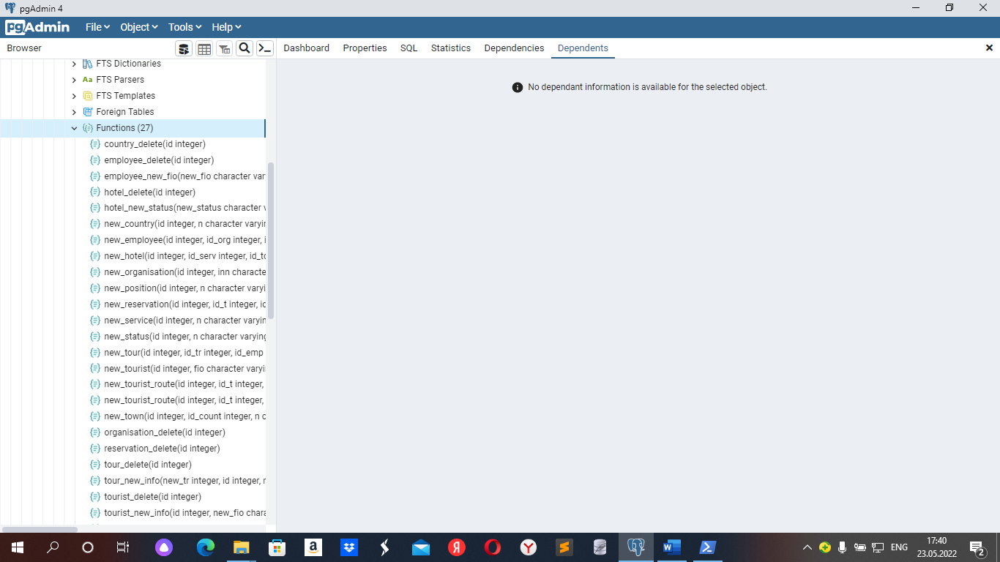 pgAdmin 4
pgAdmin File Object Tools Help
Browser
Dashboard Properties SQL Statistics Dependencies Dependents
FTS Dictionaries
Aa FTS Parsers
FTS Templates
Foreign Tables
Functions (27)
country_delete(id integer)
employee_delete(id integer)
employee_new_fio(new_fio character var
hotel_delete(id integer)
hotel_new_status(new_status character v
new_country(id integer, n character varyin
new_employee(id integer, id_org integer, i
new_hotel(id integer, id_serv integer, id_to
new_organisation(id integer, inn characte
new_position(id integer, n character varyi
new_reservation(id integer, id_t integer, id
new_service(id integer, n character varyin
new_status(id integer, n character varying
new_tour(id integer, id_tr integer, id_emp
new_tourist(id integer, fio character varyi
new_tourist_route(id integer, id_t integer,
new_tourist_route(id integer, id_t integer,
new_town(id integer, id_count integer, n c
organisation_delete(id integer)
reservation_delete(id integer)
tour_delete(id integer)
tour_new_info(new_tr integer, id integer, r
tourist_delete(id integer)
tourist_new_info(id integer, new_fio chara
No dependant information is available for the selected object.
ENG
17:40
23.05.2022
2